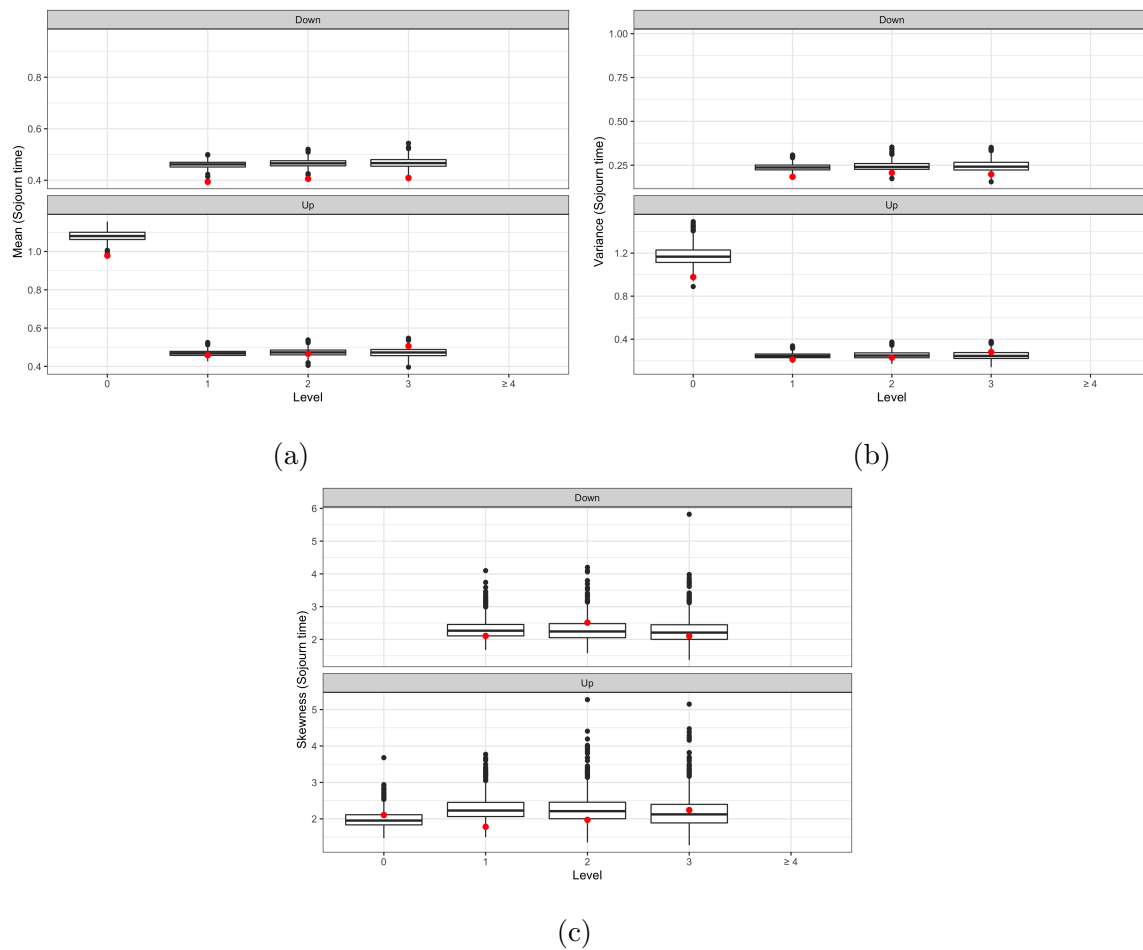 Down
Mean (Sojourn time)
0.8
0.6
0.4
Up
1.0
0.8
0.6
0.4
0
1
2
3
≥ 4
Level
(a)
Down
Variance (Sojourn time)
1.00
0.75
0.50
0.25
Up
1.2
0.8
0.4
0
1
2
3
≥ 4
Level
(b)
Down
Skewness (Sojourn time)
6
5
4
3
2
Up
5
4
3
2
0
1
2
3
≥ 4
Level
(c)